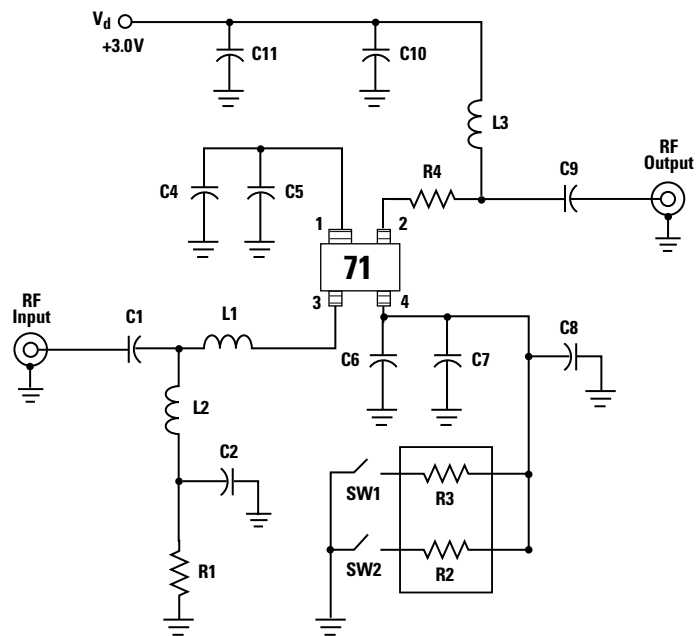 Vd
+3.0V
C11
C10
L3
RF
Output
R4
C9
C4
C5
1
2
71
3
4
RF
Input
C1
L1
C6
C7
C8
L2
C2
SW1
R3
SW2
R2
R1